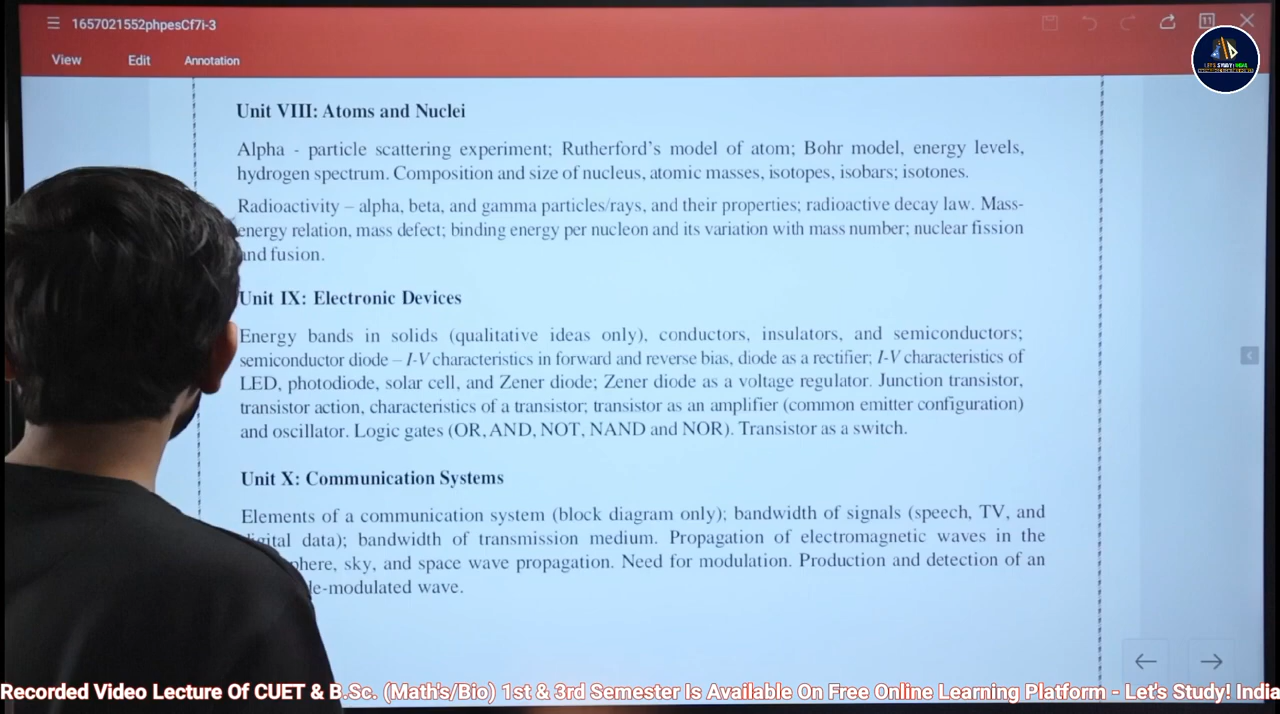 1657021552phpesCf7i-3
11
View Edit Annotation
LET'S STUDY! INDIA
Unit VIII: Atoms and Nuclei
Alpha - particle scattering experiment; Rutherford's model of atom; Bohr model, energy levels,
hydrogen spectrum. Composition and size of nucleus, atomic masses, isotopes, isobars; isotones.
Radioactivity – alpha, beta, and gamma particles/rays, and their properties; radioactive decay law. Mass-
energy relation, mass defect; binding energy per nucleon and its variation with mass number; nuclear fission
and fusion.
Unit IX: Electronic Devices
Energy bands in solids (qualitative ideas only), conductors, insulators, and semiconductors;
semiconductor diode – I-V characteristics in forward and reverse bias, diode as a rectifier; I-V characteristics of
LED, photodiode, solar cell, and Zener diode; Zener diode as a voltage regulator. Junction transistor,
transistor action, characteristics of a transistor; transistor as an amplifier (common emitter configuration)
and oscillator. Logic gates (OR, AND, NOT, NAND and NOR). Transistor as a switch.
Unit X: Communication Systems
Elements of a communication system (block diagram only); bandwidth of signals (speech, TV, and
digital data); bandwidth of transmission medium. Propagation of electromagnetic waves in the
phere, sky, and space wave propagation. Need for modulation. Production and detection of an
le-modulated wave.
Recorded Video Lecture Of CUET & B.Sc. (Math's/Bio) 1st & 3rd Semester Is Available On Free Online Learning Platform - Let's Study! India